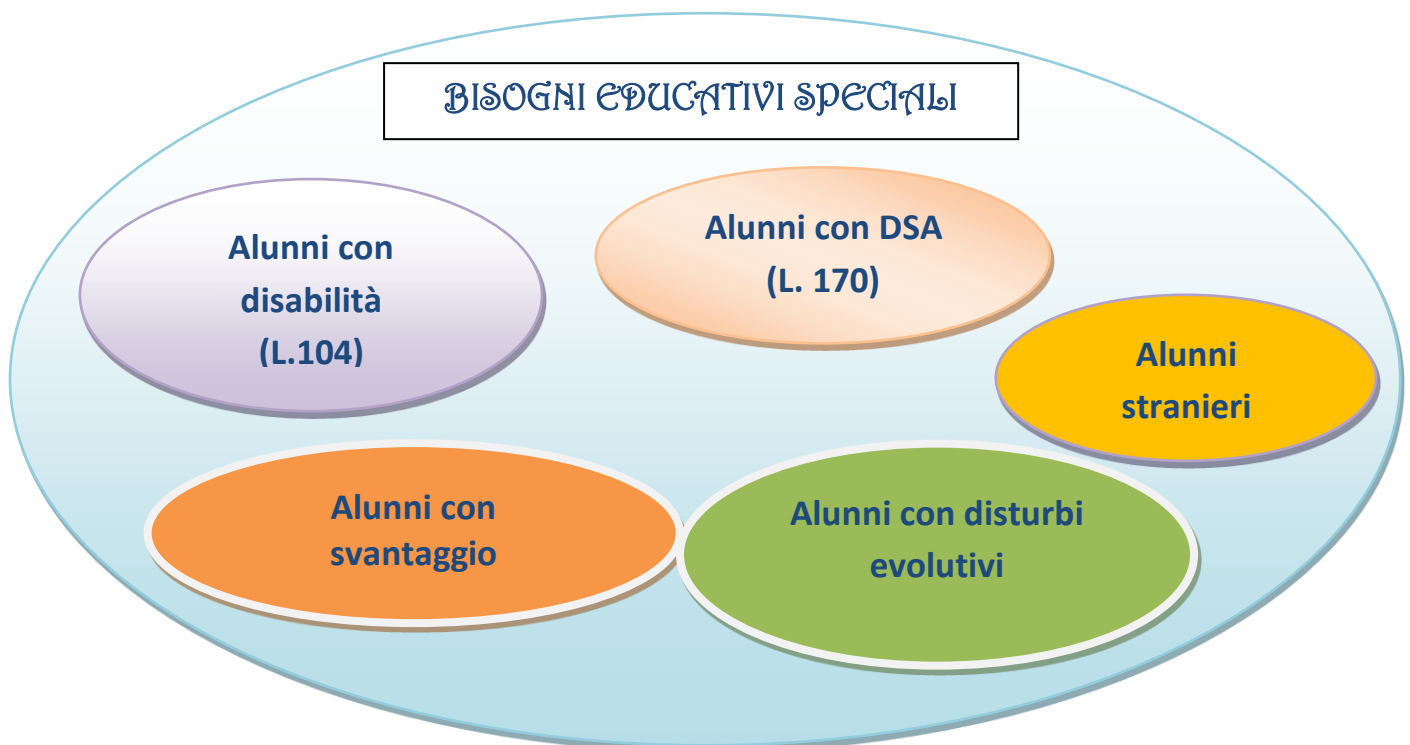 BISOGNI EDUCATIVI SPECIALI
Alunni con
disabilità
(L.104)
Alunni con DSA
(L. 170)
Alunni
stranieri
Alunni con
svantaggio
Alunni con disturbi
evolutivi